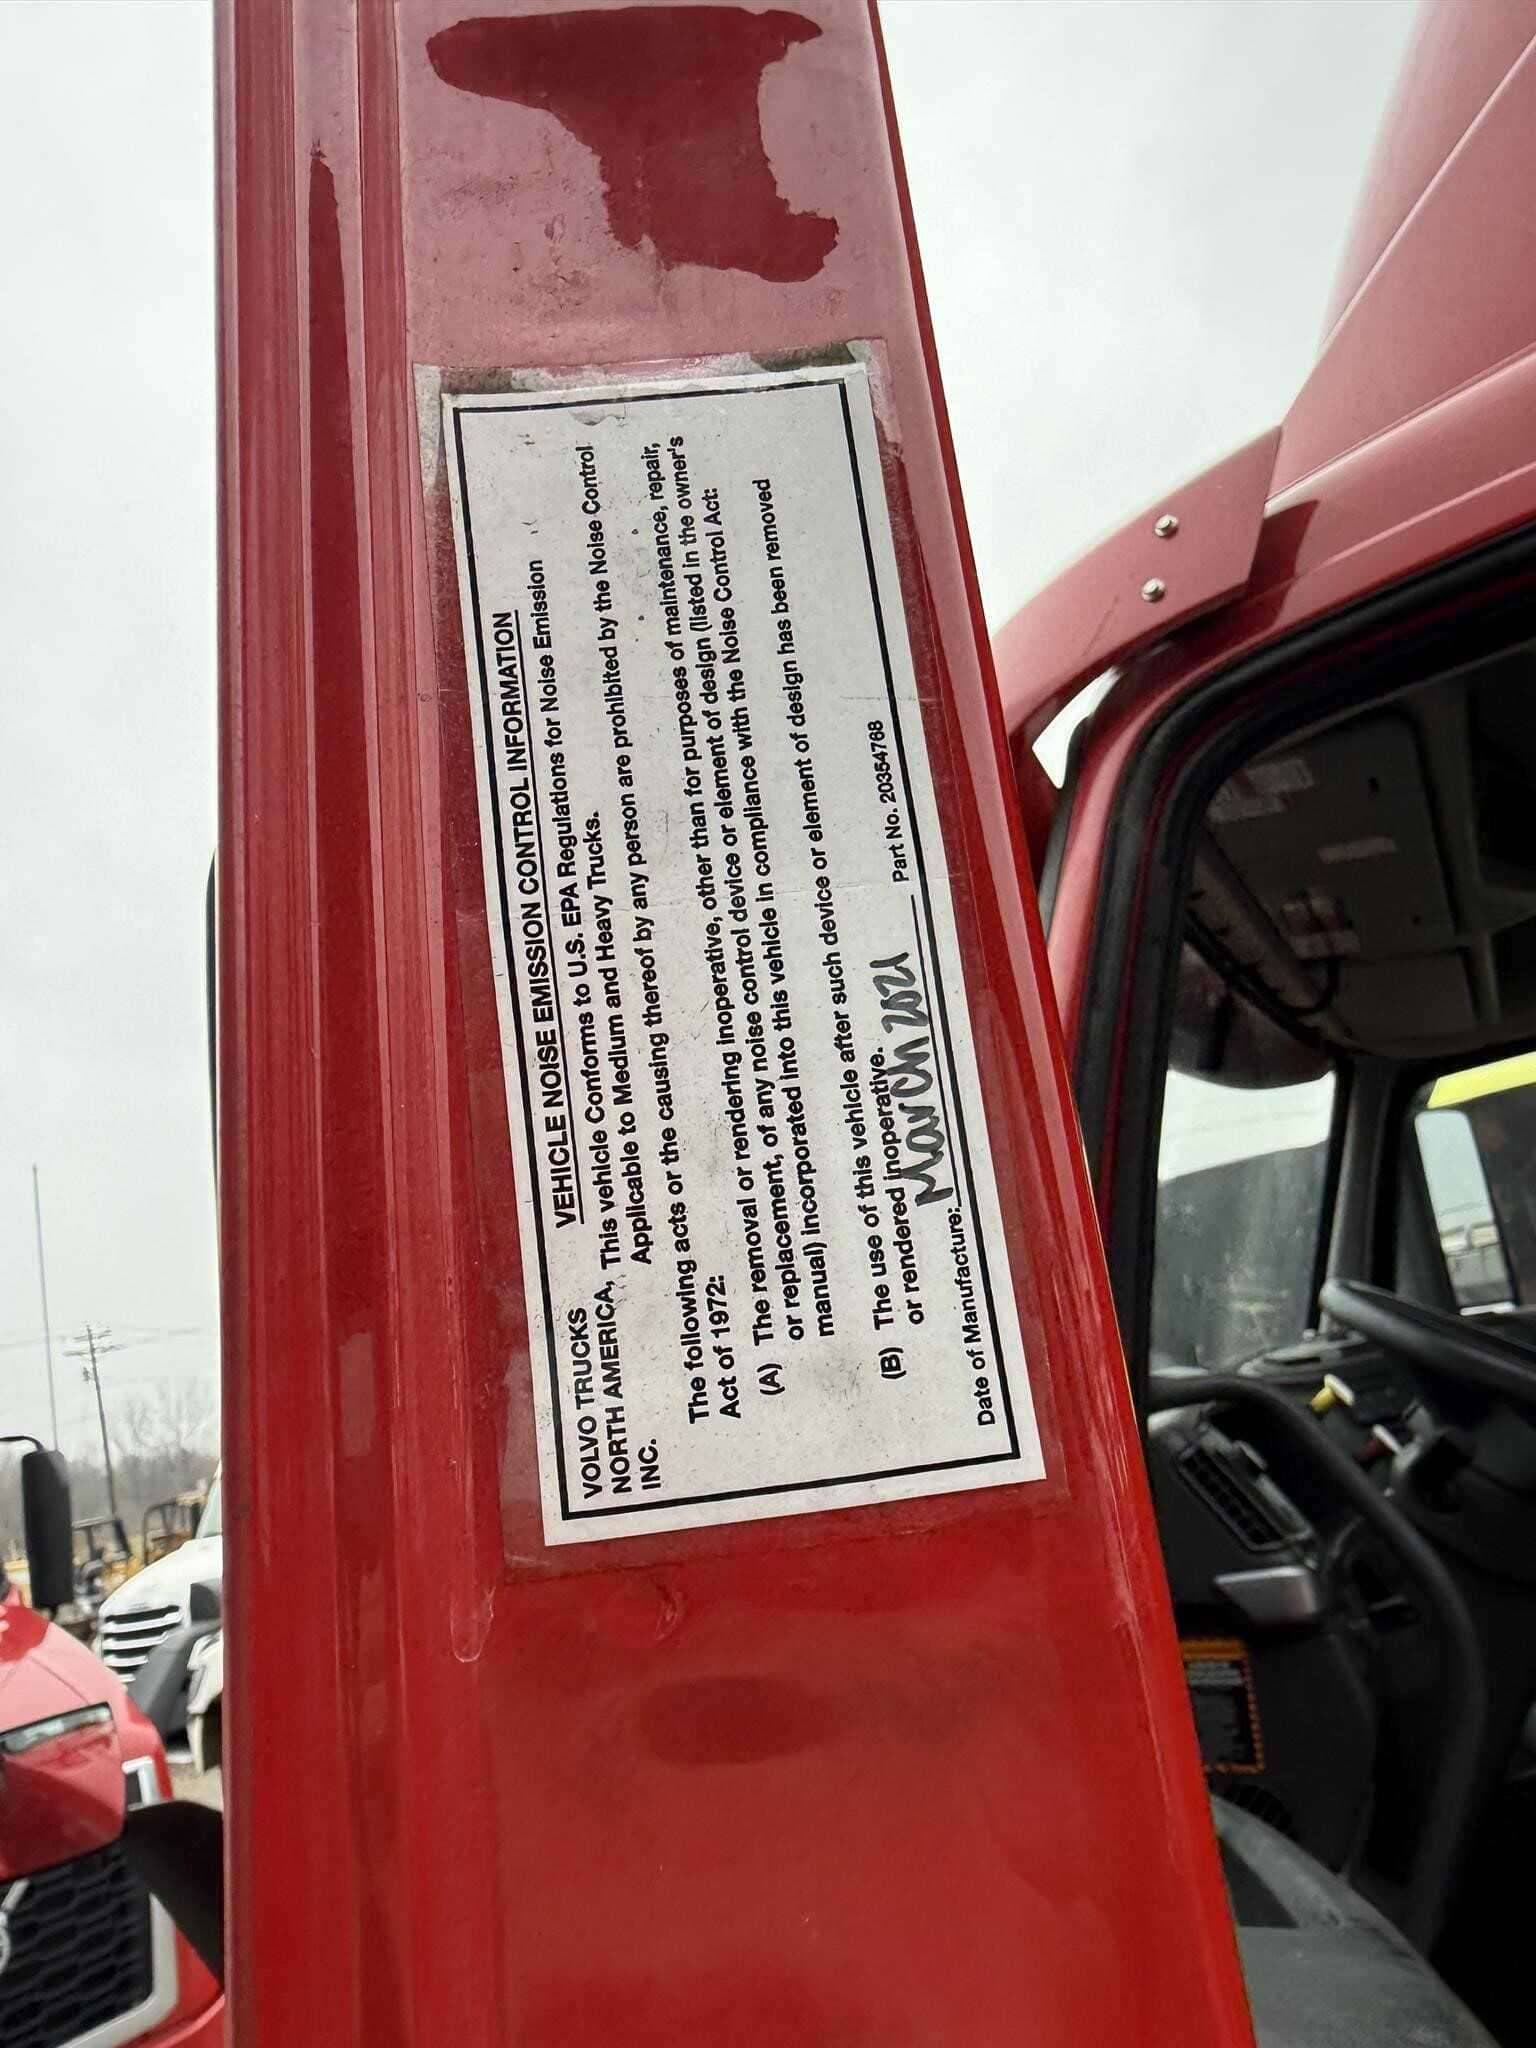 VEHICLE NOISE EMISSION CONTROL INFORMATION
VOLVO TRUCKS
NORTH AMERICA,
INC.
This vehicle Conforms to U.S. EPA Regulations for Noise Emission
Applicable to Medium and Heavy Trucks.
The following acts or the causing thereof by any person are prohibited by the Noise Control
Act of 1972:
(A) The removal or rendering inoperative, other than for purposes of maintenance, repair,
or replacement, of any noise control device or element of design (listed in the owner's
manual) incorporated into this vehicle in compliance with the Noise Control Act:
(B) The use of this vehicle after such device or element of design has been removed
or rendered inoperative.
Date of Manufacture: March 2021 Part No. 20354768